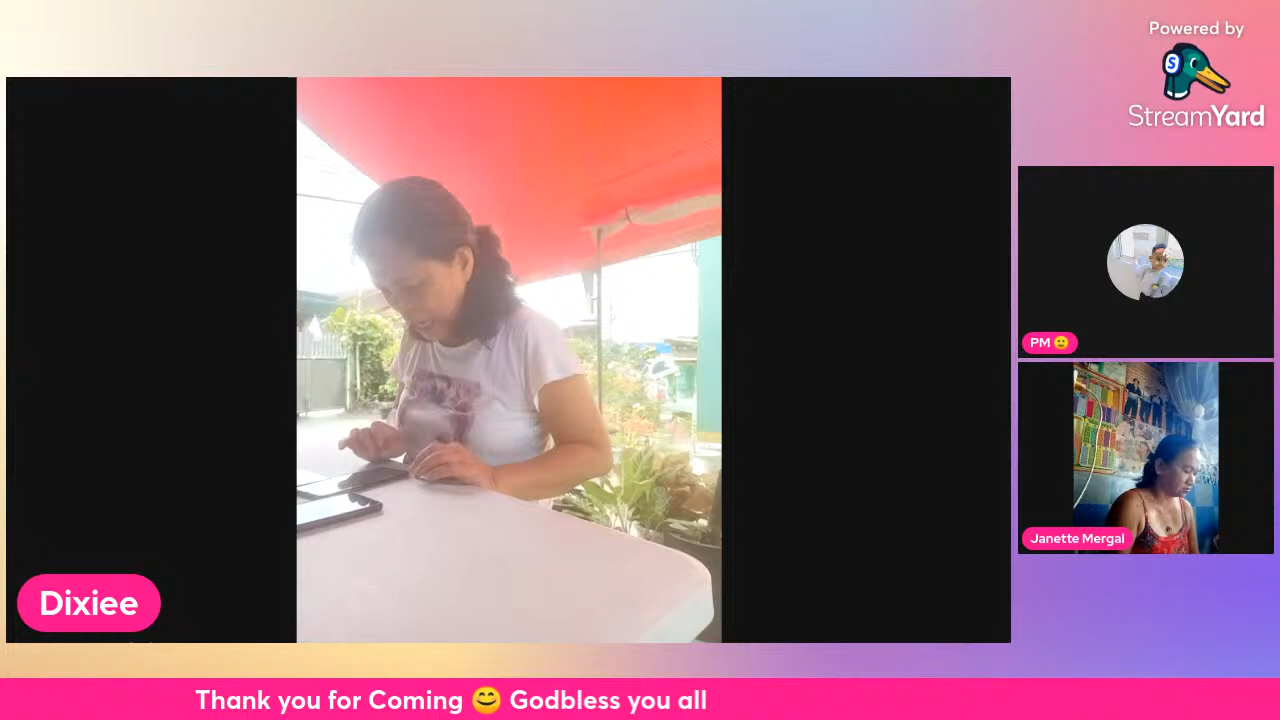 Powered by
S
StreamYard
PM 🙂
Janette Mergal
Dixiee
Thank you for Coming 😊 Godbless you all